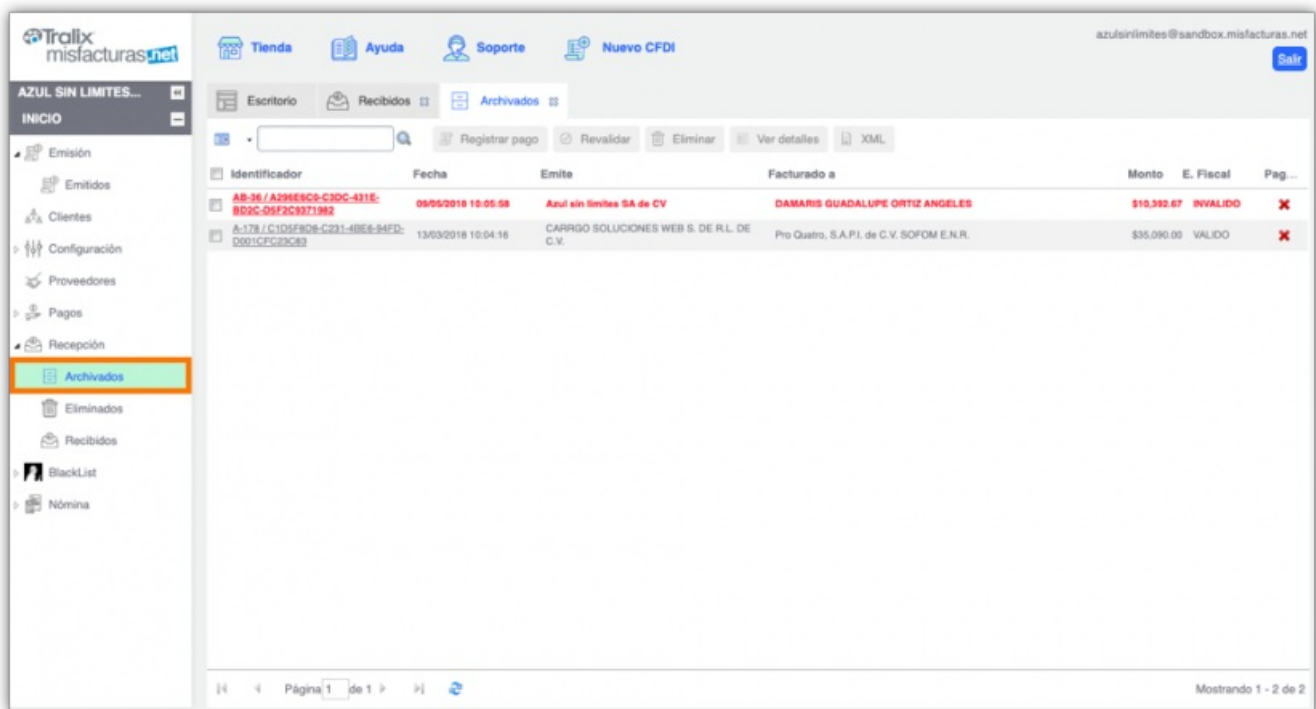 Tralix
misfacturas.net
Tienda
Ayuda
Soporte
Nuevo CFDI
azulsinlimites@sandbox.misfacturas.net
Salir
AZUL SIN LIMITES...
INICIO
Emisión
Emitidos
Clientes
Configuración
Proveedores
Pagos
Recepción
Archivados
Eliminados
Recibidos
BlackList
Nómina
Escritorio
Recibidos
Archivados
Registrar pago
Revalidar
Eliminar
Ver detalles
XML
Identificador Fecha Emite Facturado a Monto E. Fiscal Pag...
AB-36 / A296E6C0-C3DC-431E-
BD2C-D5F2C9371982
09/05/2018 10:05:58
Azul sin limites SA de CV
DAMARIS GUADALUPE ORTIZ ANGELES
$10,392.67 INVALIDO
A-178 / C1D5F8D8-C231-4BE6-94FD-
D001CFC23C83
13/03/2018 10:04:16
CARRGO SOLUCIONES WEB S. DE R.L. DE
C.V.
Pro Quatro, S.A.P.I. de C.V. SOFOM E.N.R.
$35,090.00 VALIDO
Página 1 de 1
Mostrando 1 - 2 de 2